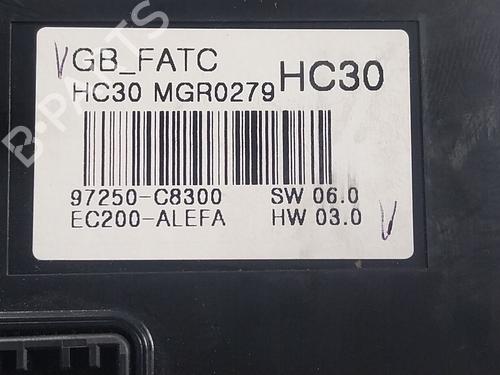 GB_FATC
HC30
HC30 MGR0279
97250-C8300 SW 06.0
EC200-ALEFA HW 03.0
B-PARTS